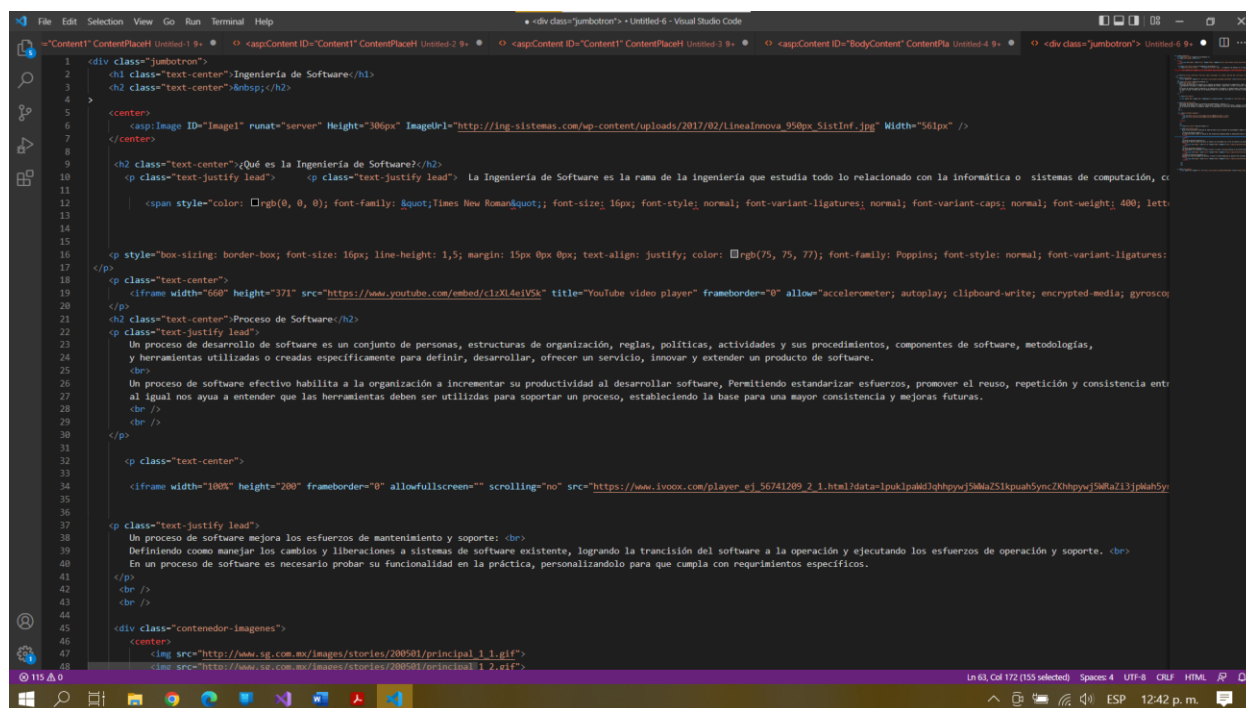 File Edit Selection View Go Run Terminal Help
● <div class="jumbotron"> • Untitled-6 - Visual Studio Code
="Content1" ContentPlaceH Untitled-1 9+ ●
<asp:Content ID="Content1" ContentPlaceH Untitled-2 9+ ●
<asp:Content ID="Content1" ContentPlaceH Untitled-3 9+ ●
<asp:Content ID="BodyContent" ContentPla Untitled-4 9+ ●
<div class="jumbotron"> Untitled-6 9+ ●
1 <div class="jumbotron">
2 <h1 class="text-center">Ingeniería de Software</h1>
3 <h2 class="text-center">&nbsp;</h2>
4 >
5 <center>
6 <asp:Image ID="Image1" runat="server" Height="306px" ImageUrl="http://ing-sistemas.com/wp-content/uploads/2017/02/LineaInnova_950px_SistInf.jpg" Width="561px" />
7 </center>
8
9 <h2 class="text-center">¿Qué es la Ingeniería de Software?</h2>
10 <p class="text-justify lead"> <p class="text-justify lead"> La Ingeniería de Software es la rama de la ingeniería que estudia todo lo relacionado con la informática o sistemas de computación, co
11
12 <span style="color: rgb(0, 0, 0); font-family: &quot;Times New Roman&quot;; font-size: 16px; font-style: normal; font-variant-ligatures: normal; font-variant-caps: normal; font-weight: 400; lett
13
14
15
16 <p style="box-sizing: border-box; font-size: 16px; line-height: 1,5; margin: 15px 0px 0px; text-align: justify; color: rgb(75, 75, 77); font-family: Poppins; font-style: normal; font-variant-ligatures:
17 </p>
18 <p class="text-center">
19 <iframe width="660" height="371" src="https://www.youtube.com/embed/c1zXL4eiVSk" title="YouTube video player" frameborder="0" allow="accelerometer; autoplay; clipboard-write; encrypted-media; gyroscop
20 </p>
21 <h2 class="text-center">Proceso de Software</h2>
22 <p class="text-justify lead">
23 Un proceso de desarrollo de software es un conjunto de personas, estructuras de organización, reglas, políticas, actividades y sus procedimientos, componentes de software, metodologías,
24 y herramientas utilizadas o creadas específicamente para definir, desarrollar, ofrecer un servicio, innovar y extender un producto de software.
25 <br>
26 Un proceso de software efectivo habilita a la organización a incrementar su productividad al desarrollar software, Permitiendo estandarizar esfuerzos, promover el reuso, repetición y consistencia entr
27 al igual nos ayua a entender que las herramientas deben ser utilizdas para soportar un proceso, estableciendo la base para una mayor consistencia y mejoras futuras.
28 <br />
29 <br />
30 </p>
31
32 <p class="text-center">
33
34 <iframe width="100%" height="200" frameborder="0" allowfullscreen="" scrolling="no" src="https://www.ivoox.com/player_ej_56741209_2_1.html?
35
36
37 <p class="text-justify lead">
38 Un proceso de software mejora los esfuerzos de mantenimiento y soporte: <br>
39 Definiendo coomo manejar los cambios y liberaciones a sistemas de software existente, logrando la trancisión del software a la operación y ejecutando los esfuerzos de operación y soporte. <br>
40 En un proceso de software es necesario probar su funcionalidad en la práctica, personalizandolo para que cumpla con requrimientos específicos.
41 </p>
42 <br />
43 <br />
44
45 <div class="contenedor-imagenes">
46 <center>
47 <img src="http://www.sg.com.mx/images/stories/200501/principal_1_1.gif">
48 <img src="http://www.sg.com.mx/images/stories/200501/principal_1_2.gif">
115 0
Ln 63, Col 172 (155 selected) Spaces: 4 UTF-8 CRLF HTML
ESP 12:42 p. m.